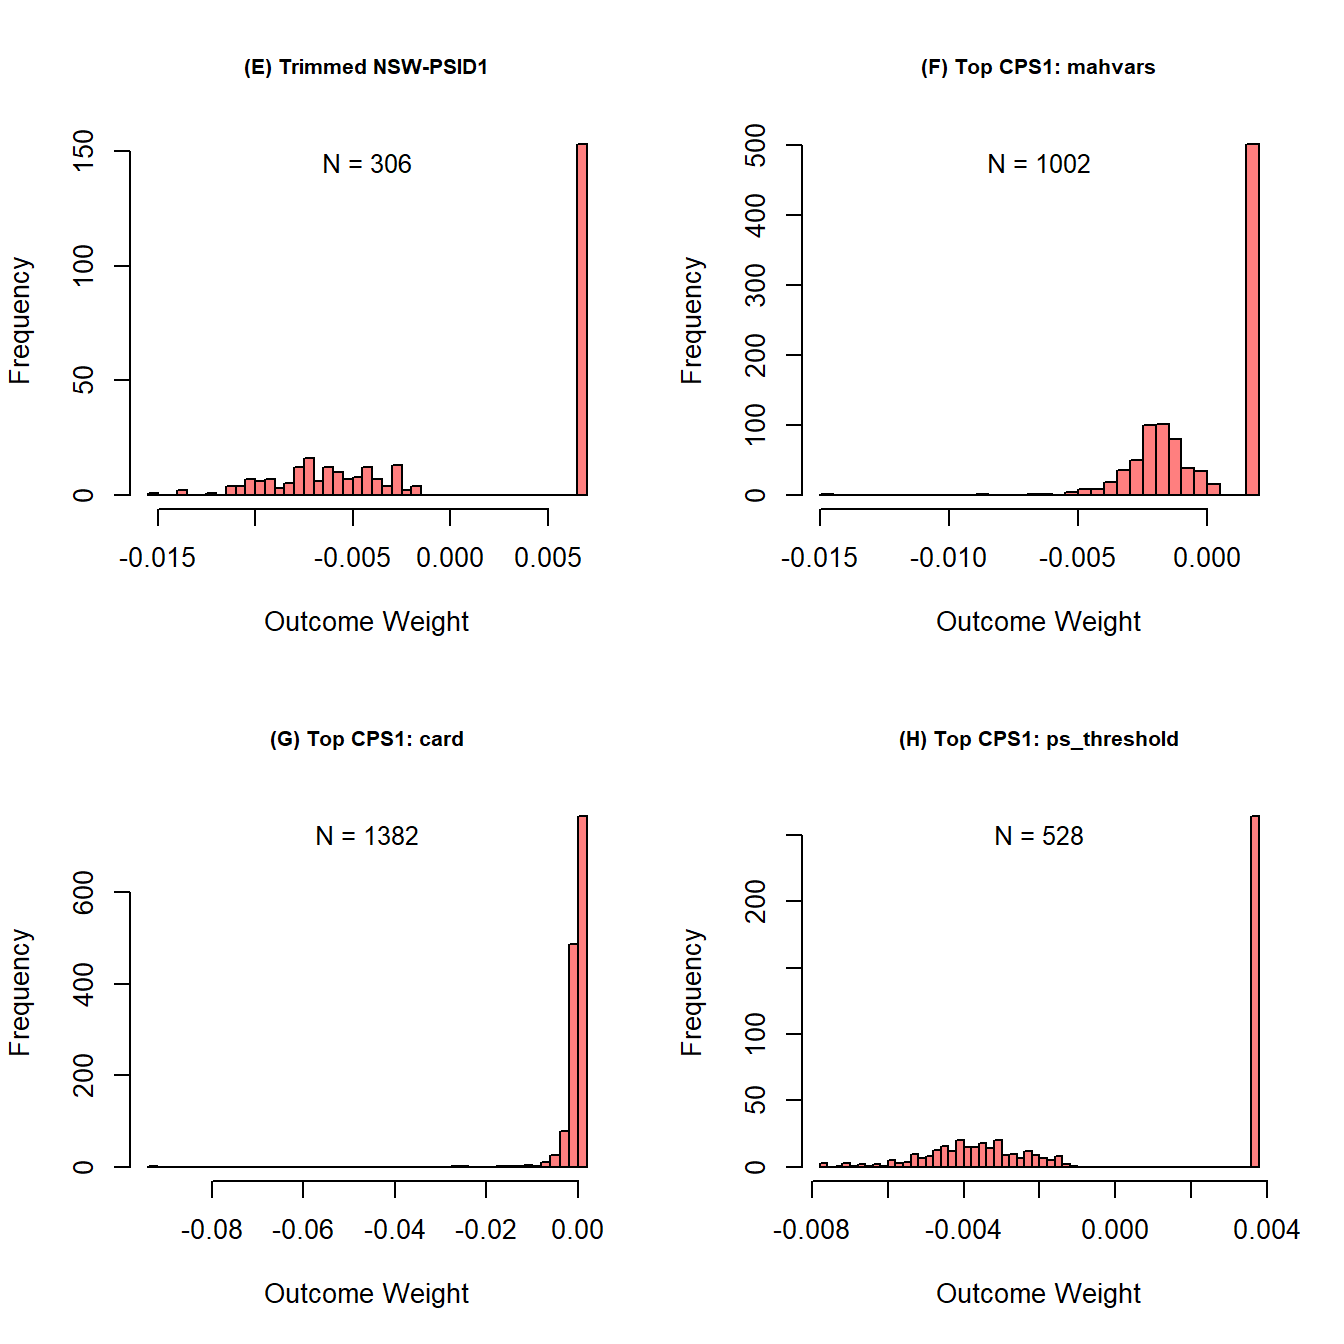 (E) Trimmed NSW-PSID1
N = 306
Frequency
0
50
100
150
-0.015
-0.005
0.000
0.005
Outcome Weight
(F) Top CPS1: mahvars
N = 1002
Frequency
0
100
200
300
400
500
-0.015
-0.010
-0.005
0.000
Outcome Weight
(G) Top CPS1: card
N = 1382
Frequency
0
200
400
600
-0.08
-0.06
-0.04
-0.02
0.00
Outcome Weight
(H) Top CPS1: ps_threshold
N = 528
Frequency
0
50
100
200
-0.008
-0.004
0.000
0.004
Outcome Weight